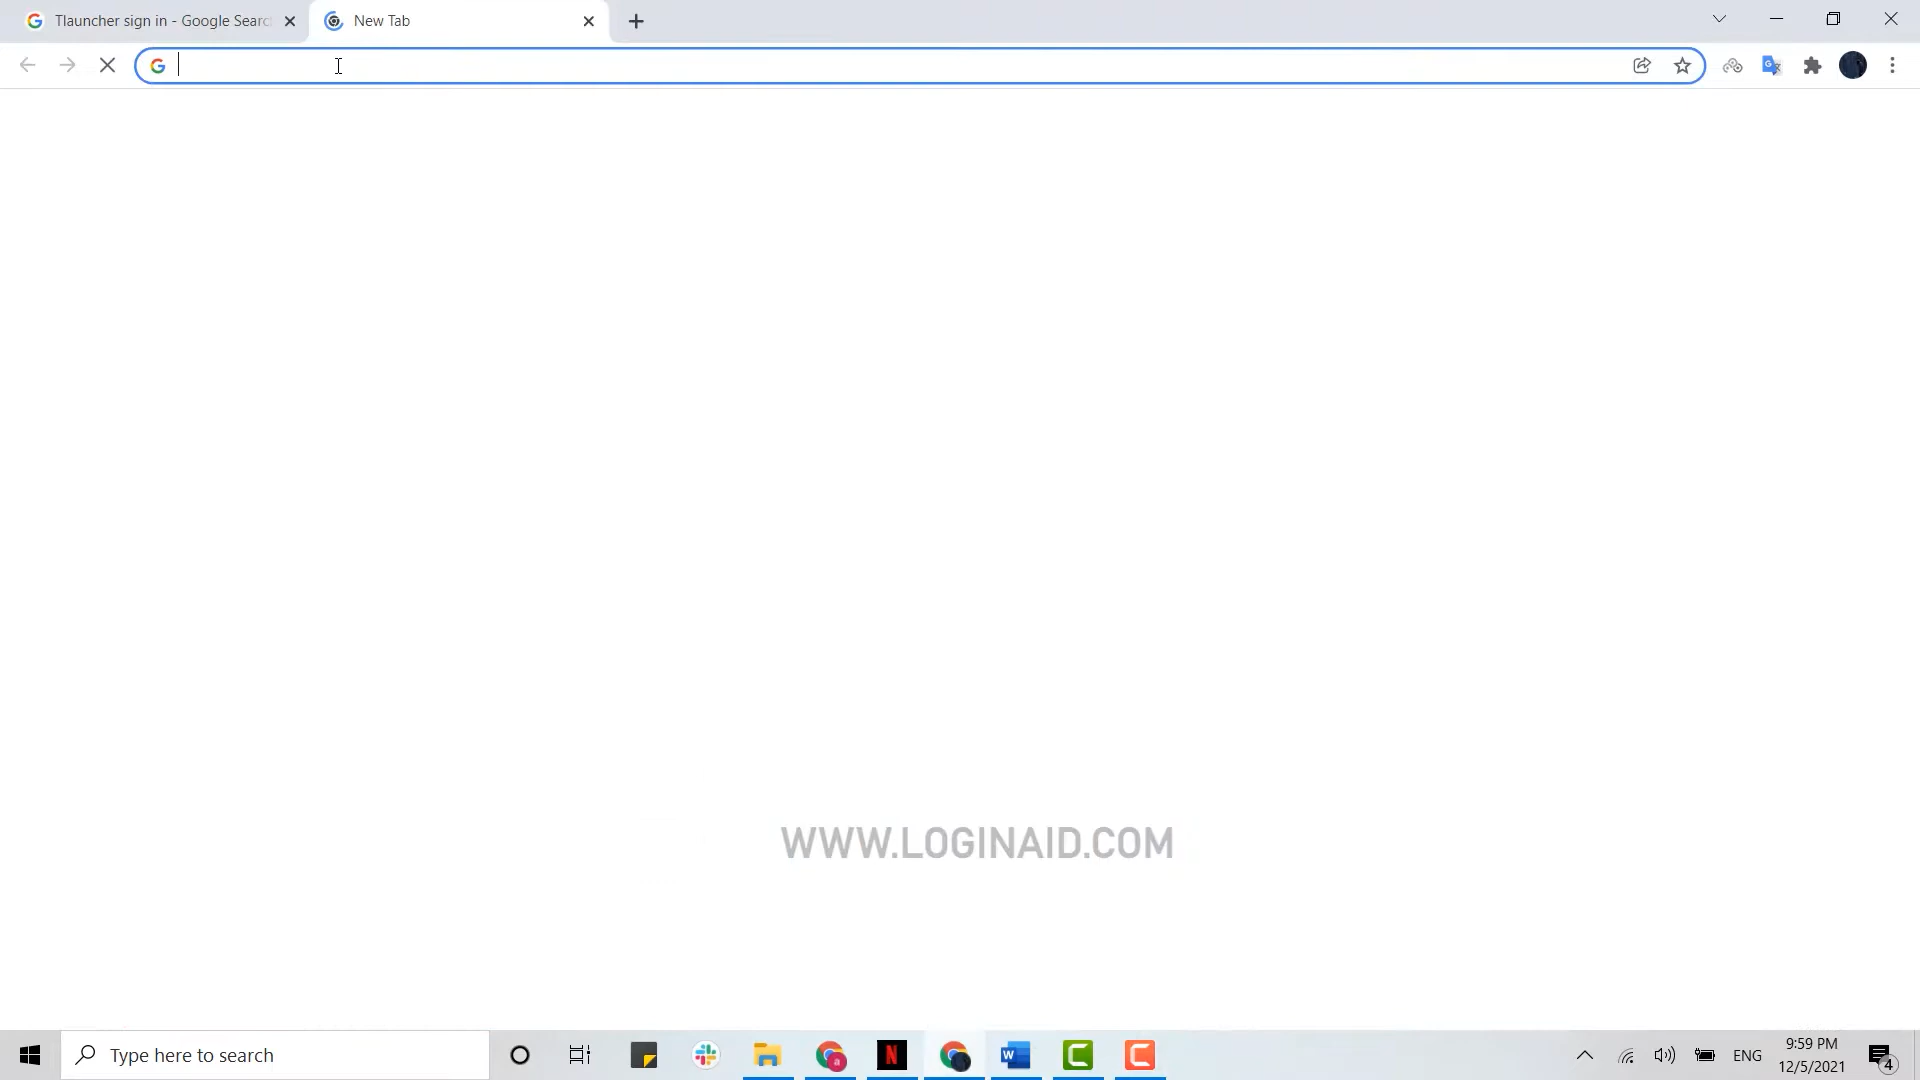 Tlauncher sign in - Google Searc
New Tab
WWW.LOGINAID.COM
Type here to search
ENG
9:59 PM
12/5/2021
4